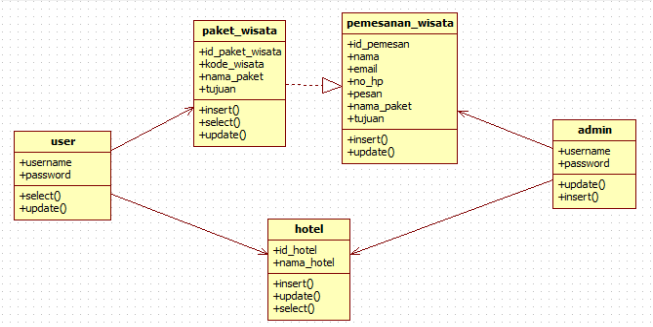 paket_wisata
+id_paket_wisata
+kode_wisata
+nama_paket
+tujuan
+insert()
+select()
+update()
pemesanan_wisata
+id_pemesan
+nama
+email
+no_hp
+pesan
+nama_paket
+tujuan
+insert()
+update()
user
+username
+password
+select()
+update()
admin
+username
+password
+update()
+insert()
hotel
+id_hotel
+nama_hotel
+insert()
+update()
+select()